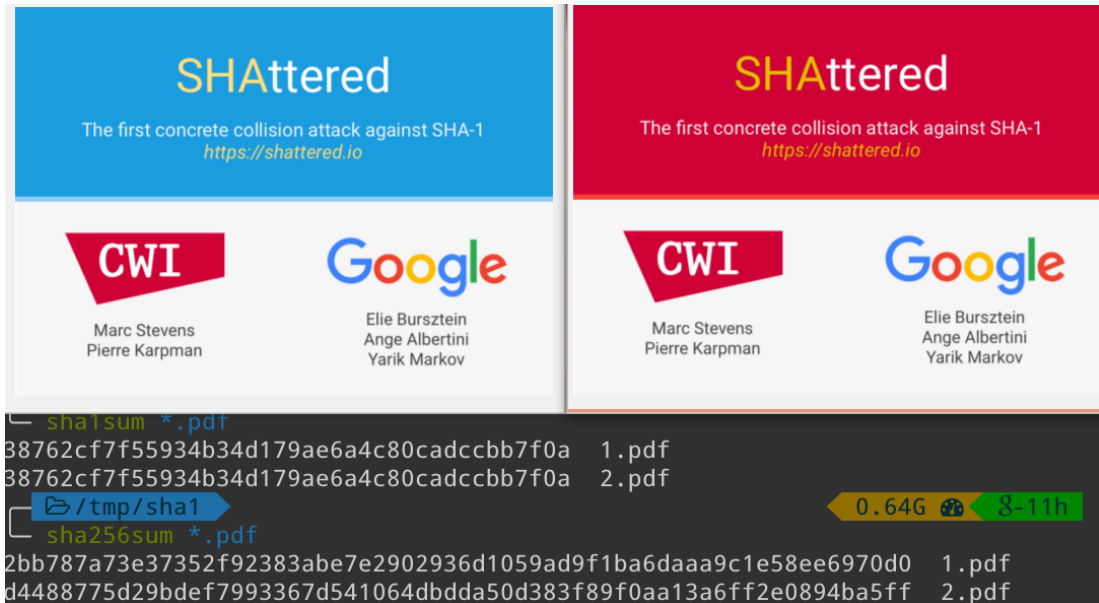 SHAttered
The first concrete collision attack against SHA-1
https://shattered.io
CWI
Marc Stevens
Pierre Karpman
Google
Elie Bursztein
Ange Albertini
Yarik Markov
SHAttered
The first concrete collision attack against SHA-1
https://shattered.io
CWI
Marc Stevens
Pierre Karpman
Google
Elie Bursztein
Ange Albertini
Yarik Markov
sha1sum *.pdf
38762cf7f55934b34d179ae6a4c80cadccbb7f0a 1.pdf
38762cf7f55934b34d179ae6a4c80cadccbb7f0a 2.pdf
/tmp/sha1 0.64G 8-11h
sha256sum *.pdf
2bb787a73e37352f92383abe7e2902936d1059ad9f1ba6daaa9c1e58ee6970d0 1.pdf
d4488775d29bdef7993367d541064dbdda50d383f89f0aa13a6ff2e0894ba5ff 2.pdf